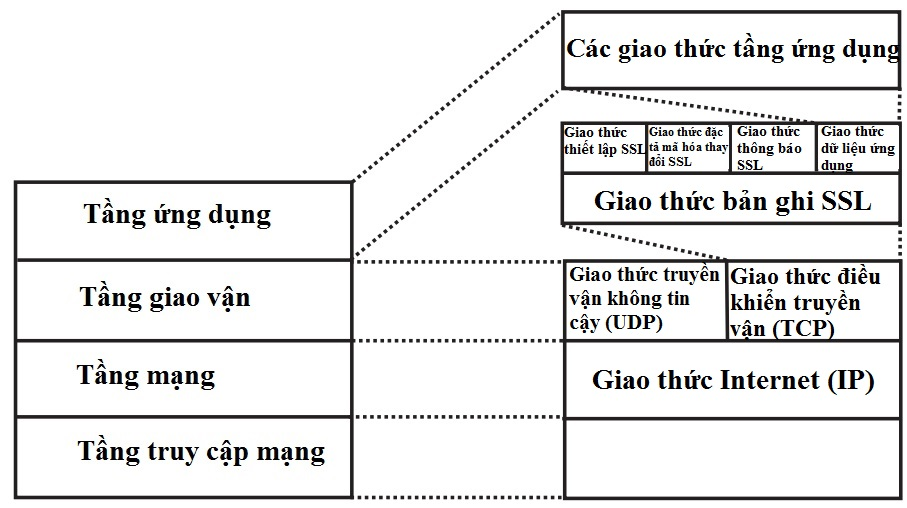 Các giao thức tầng ứng dụng
Giao thức
thiết lập SSL
Giao thức đặc
tả mã hóa thay
đổi SSL
Giao thức
thông báo
SSL
Giao thức
dữ liệu ứng
dụng
Giao thức bản ghi SSL
Tầng ứng dụng
Tầng giao vận
Giao thức truyền
vận không tin
cậy (UDP)
Giao thức điều
khiển truyền
vận (TCP)
Tầng mạng
Giao thức Internet (IP)
Tầng truy cập mạng